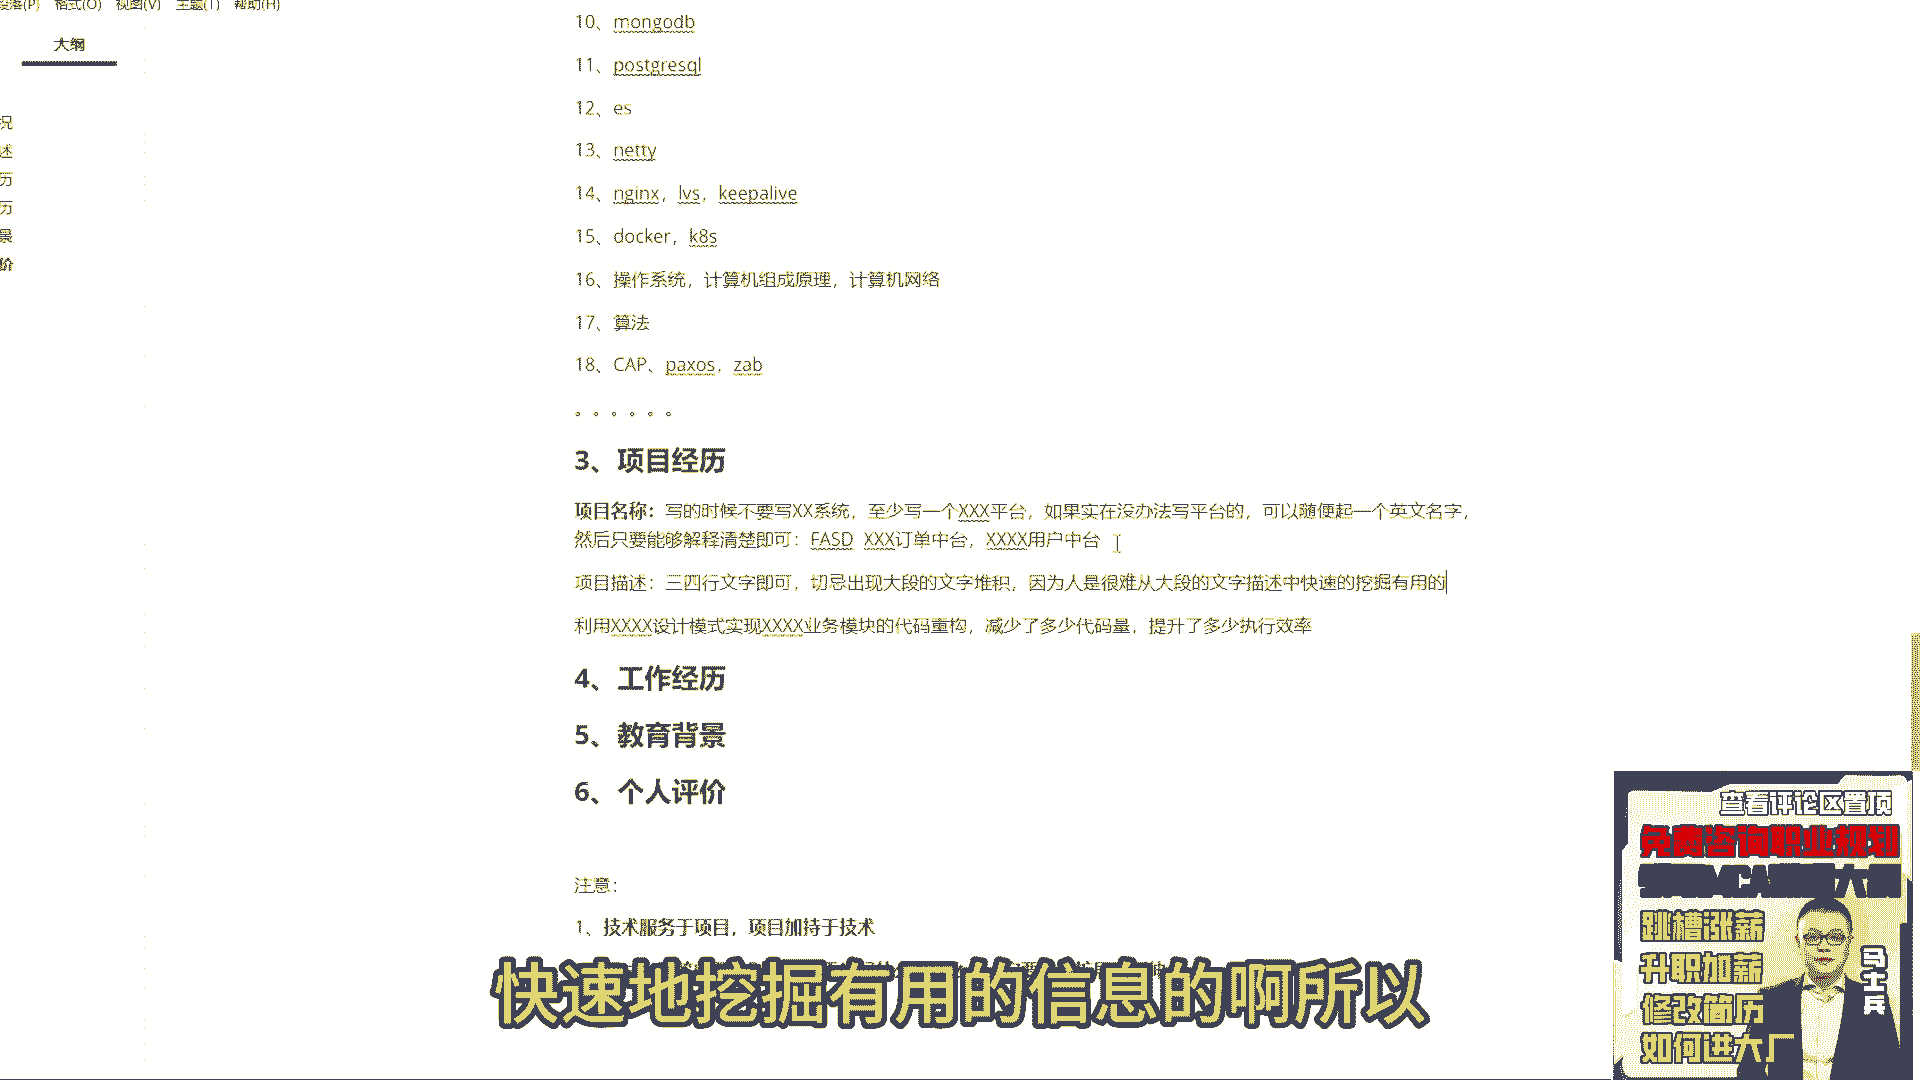 段落(P) 格式(O) 视图(V) 主题(T) 帮助(H)
大纲
况
述
历
历
景
价
10、mongodb
11、postgresql
12、es
13、netty
14、nginx，lvs，keepalive
15、docker，k8s
16、操作系统，计算机组成原理，计算机网络
17、算法
18、CAP、paxos，zab
。。。。。。
3、项目经历
项目名称：写的时候不要写XX系统，至少写一个XXX平台，如果实在没办法写平台的，可以随便起一个英文名字，
然后只要能够解释清楚即可：FASD XXX订单中台，XXXX用户中台
项目描述：三四行文字即可，切忌出现大段的文字堆积，因为人是很难从大段的文字描述中快速的挖掘有用的
利用XXXX设计模式实现XXXX业务模块的代码重构，减少了多少代码量，提升了多少执行效率
4、工作经历
5、教育背景
6、个人评价
注意：
1、技术服务于项目，项目加持于技术
快速地挖掘有用的信息的啊所以
查看评论区置顶
免费咨询职业规划
跳槽涨薪
升职加薪
修改简历
如何进大厂
马士兵